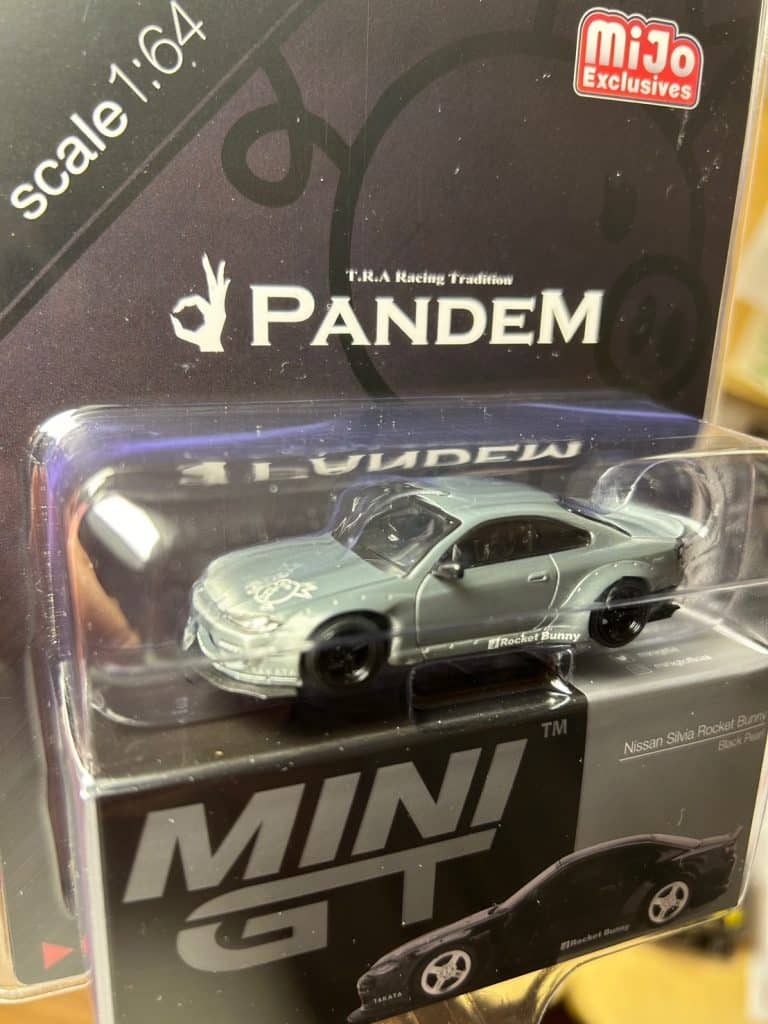 scale 1:64
MiJo
Exclusives
T.R.A Racing Tradition
PANDEM
Rocket Bunny
MINI GT
TM
Nissan Silvia Rocket Bunny
Black Pearl
Rocket Bunny
TAKATA